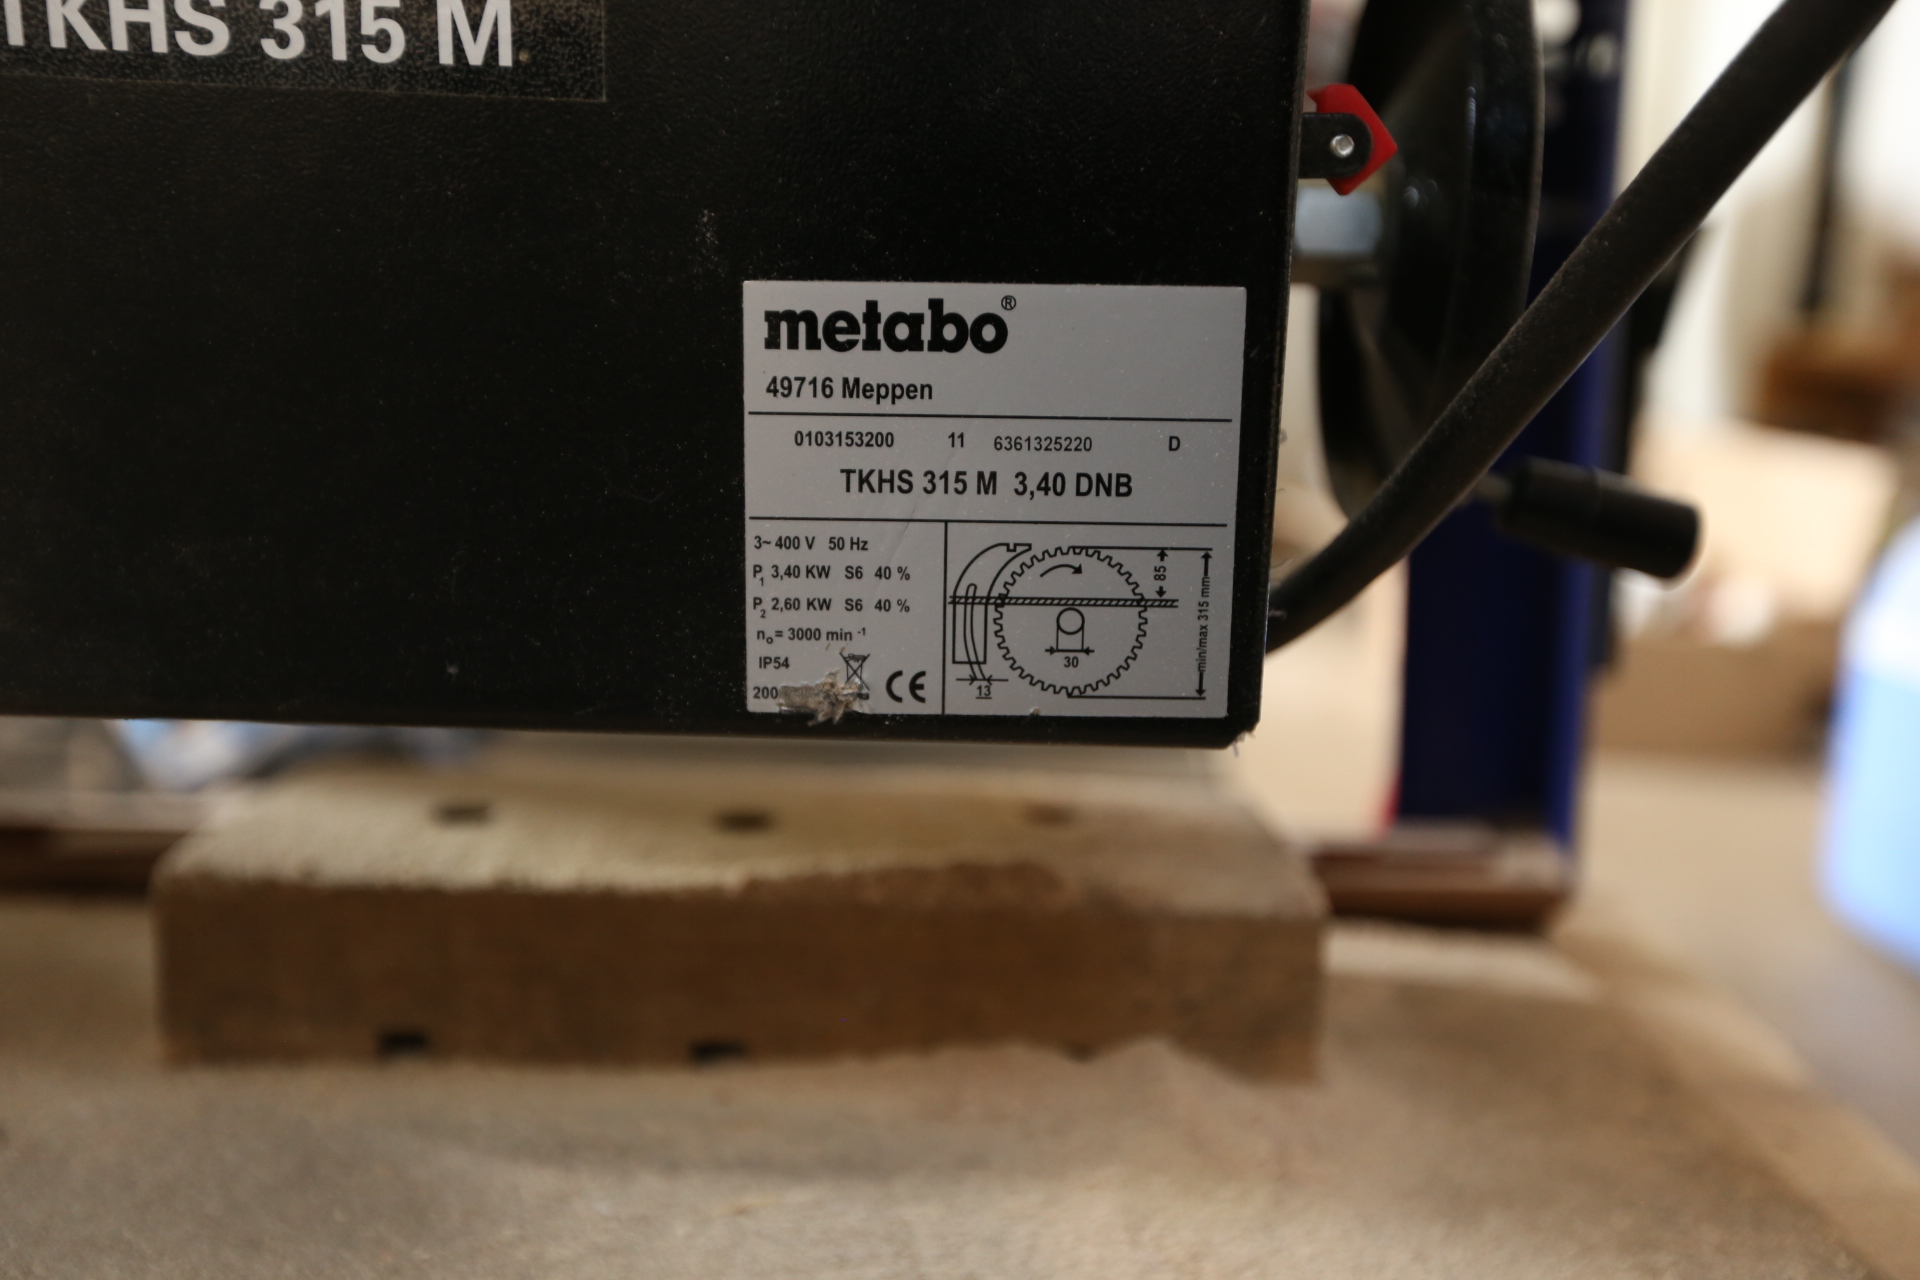 TKHS 315 M
metabo®
49716 Meppen
0103153200 11 6361325220 D
TKHS 315 M 3,40 DNB
3~ 400 V 50 Hz
P1 3,40 KW S6 40 %
P2 2,60 KW S6 40 %
n0= 3000 min -1
IP54
200
CE
85
min/max 315 mm
30
13